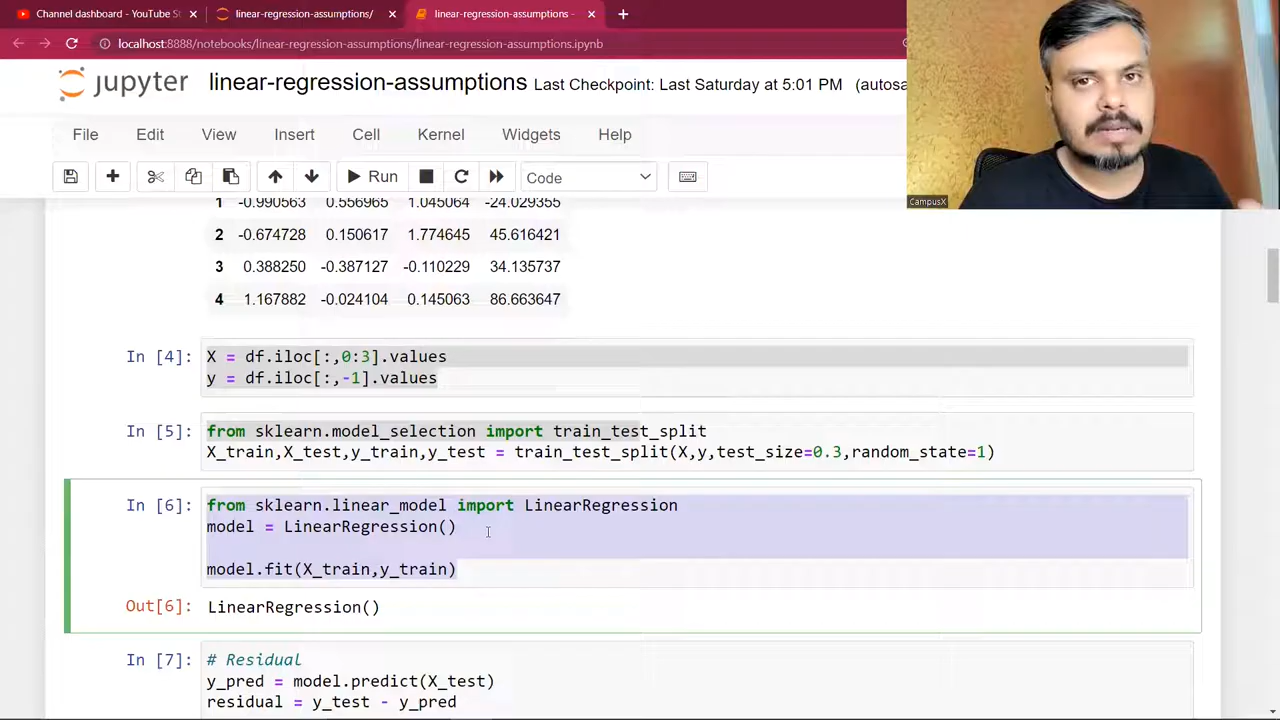 Channel dashboard - YouTube St
linear-regression-assumptions/
linear-regression-assumptions -
localhost:8888/notebooks/linear-regression-assumptions/linear-regression-assumptions.ipynb
jupyter linear-regression-assumptions Last Checkpoint: Last Saturday at 5:01 PM (autosa
File Edit View Insert Cell Kernel Widgets Help
Run Code
CampusX
1 -0.990563 0.556965 1.045064 -24.029355
2 -0.674728 0.150617 1.774645 45.616421
3 0.388250 -0.387127 -0.110229 34.135737
4 1.167882 -0.024104 0.145063 86.663647
In [4]: X = df.iloc[:,0:3].values
y = df.iloc[:,-1].values
In [5]: from sklearn.model_selection import train_test_split
X_train,X_test,y_train,y_test = train_test_split(X,y,test_size=0.3,random_state=1)
In [6]: from sklearn.linear_model import LinearRegression
model = LinearRegression()
model.fit(X_train,y_train)
Out[6]: LinearRegression()
In [7]: # Residual
y_pred = model.predict(X_test)
residual = y_test - y_pred